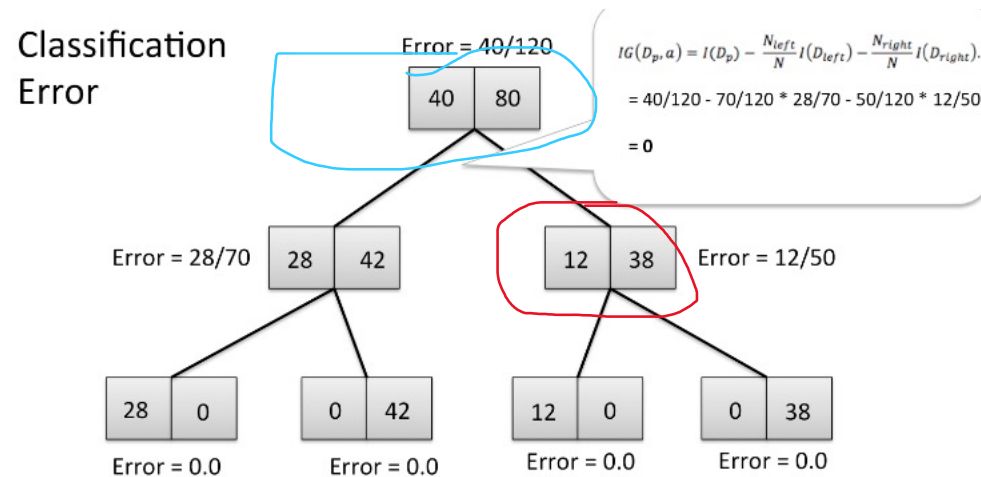 Classification
Error
Error = 40/120
40 80
IG(D_p, a) = I(D_p) − N_left/N I(D_left) − N_right/N I(D_right).
= 40/120 - 70/120 * 28/70 - 50/120 * 12/50
= 0
Error = 28/70
28 42
12 38
Error = 12/50
28 0
0 42
12 0
0 38
Error = 0.0
Error = 0.0
Error = 0.0
Error = 0.0